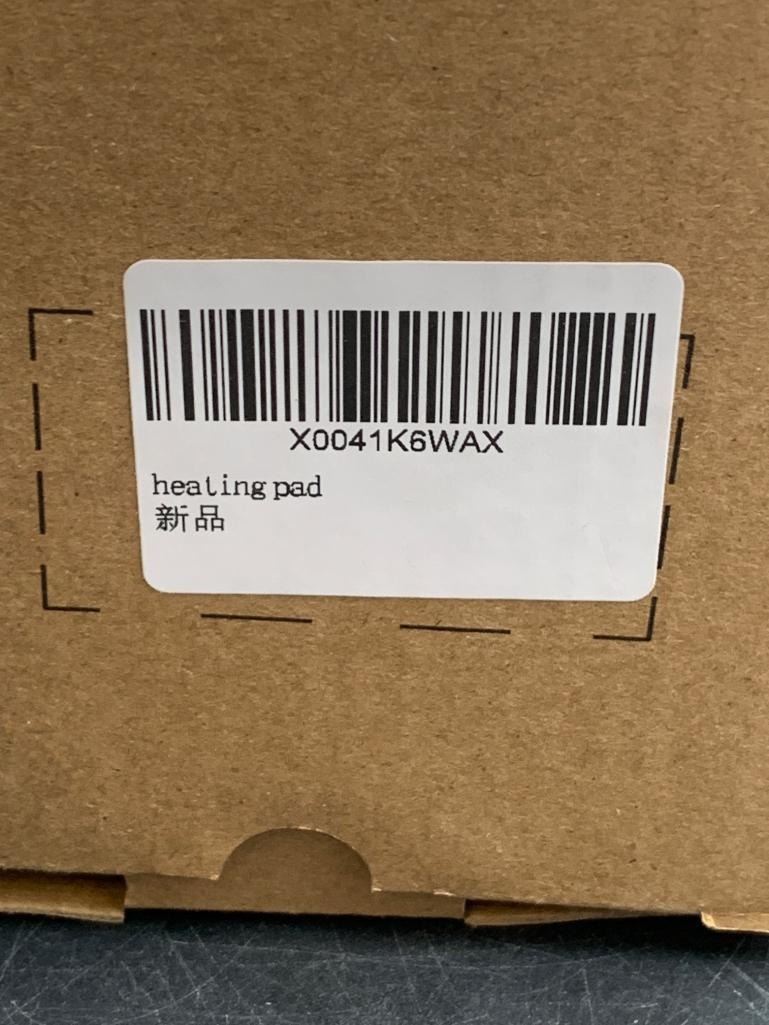 X0041K6WAX
heating pad
新品